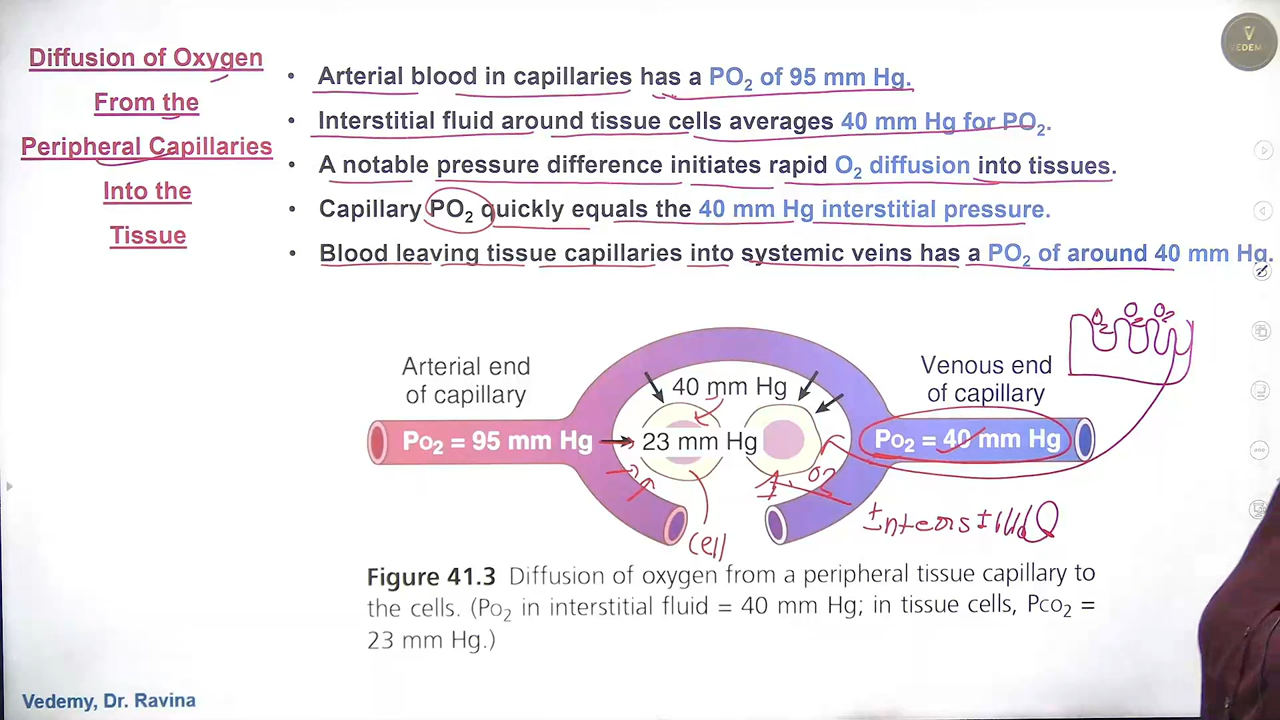 Diffusion of Oxygen
From the
Peripheral Capillaries
Into the
Tissue
• Arterial blood in capillaries has a PO₂ of 95 mm Hg.
• Interstitial fluid around tissue cells averages 40 mm Hg for PO₂.
• A notable pressure difference initiates rapid O₂ diffusion into tissues.
• Capillary PO₂ quickly equals the 40 mm Hg interstitial pressure.
• Blood leaving tissue capillaries into systemic veins has a PO₂ of around 40 mm Hg.
Arterial end
of capillary
40 mm Hg
Venous end
of capillary
Po₂ = 95 mm Hg
23 mm Hg
Po₂ = 40 mm Hg
O₂
cell
Figure 41.3 Diffusion of oxygen from a peripheral tissue capillary to
the cells. (Po₂ in interstitial fluid = 40 mm Hg; in tissue cells, Pco₂ =
23 mm Hg.)
Vedemy, Dr. Ravina